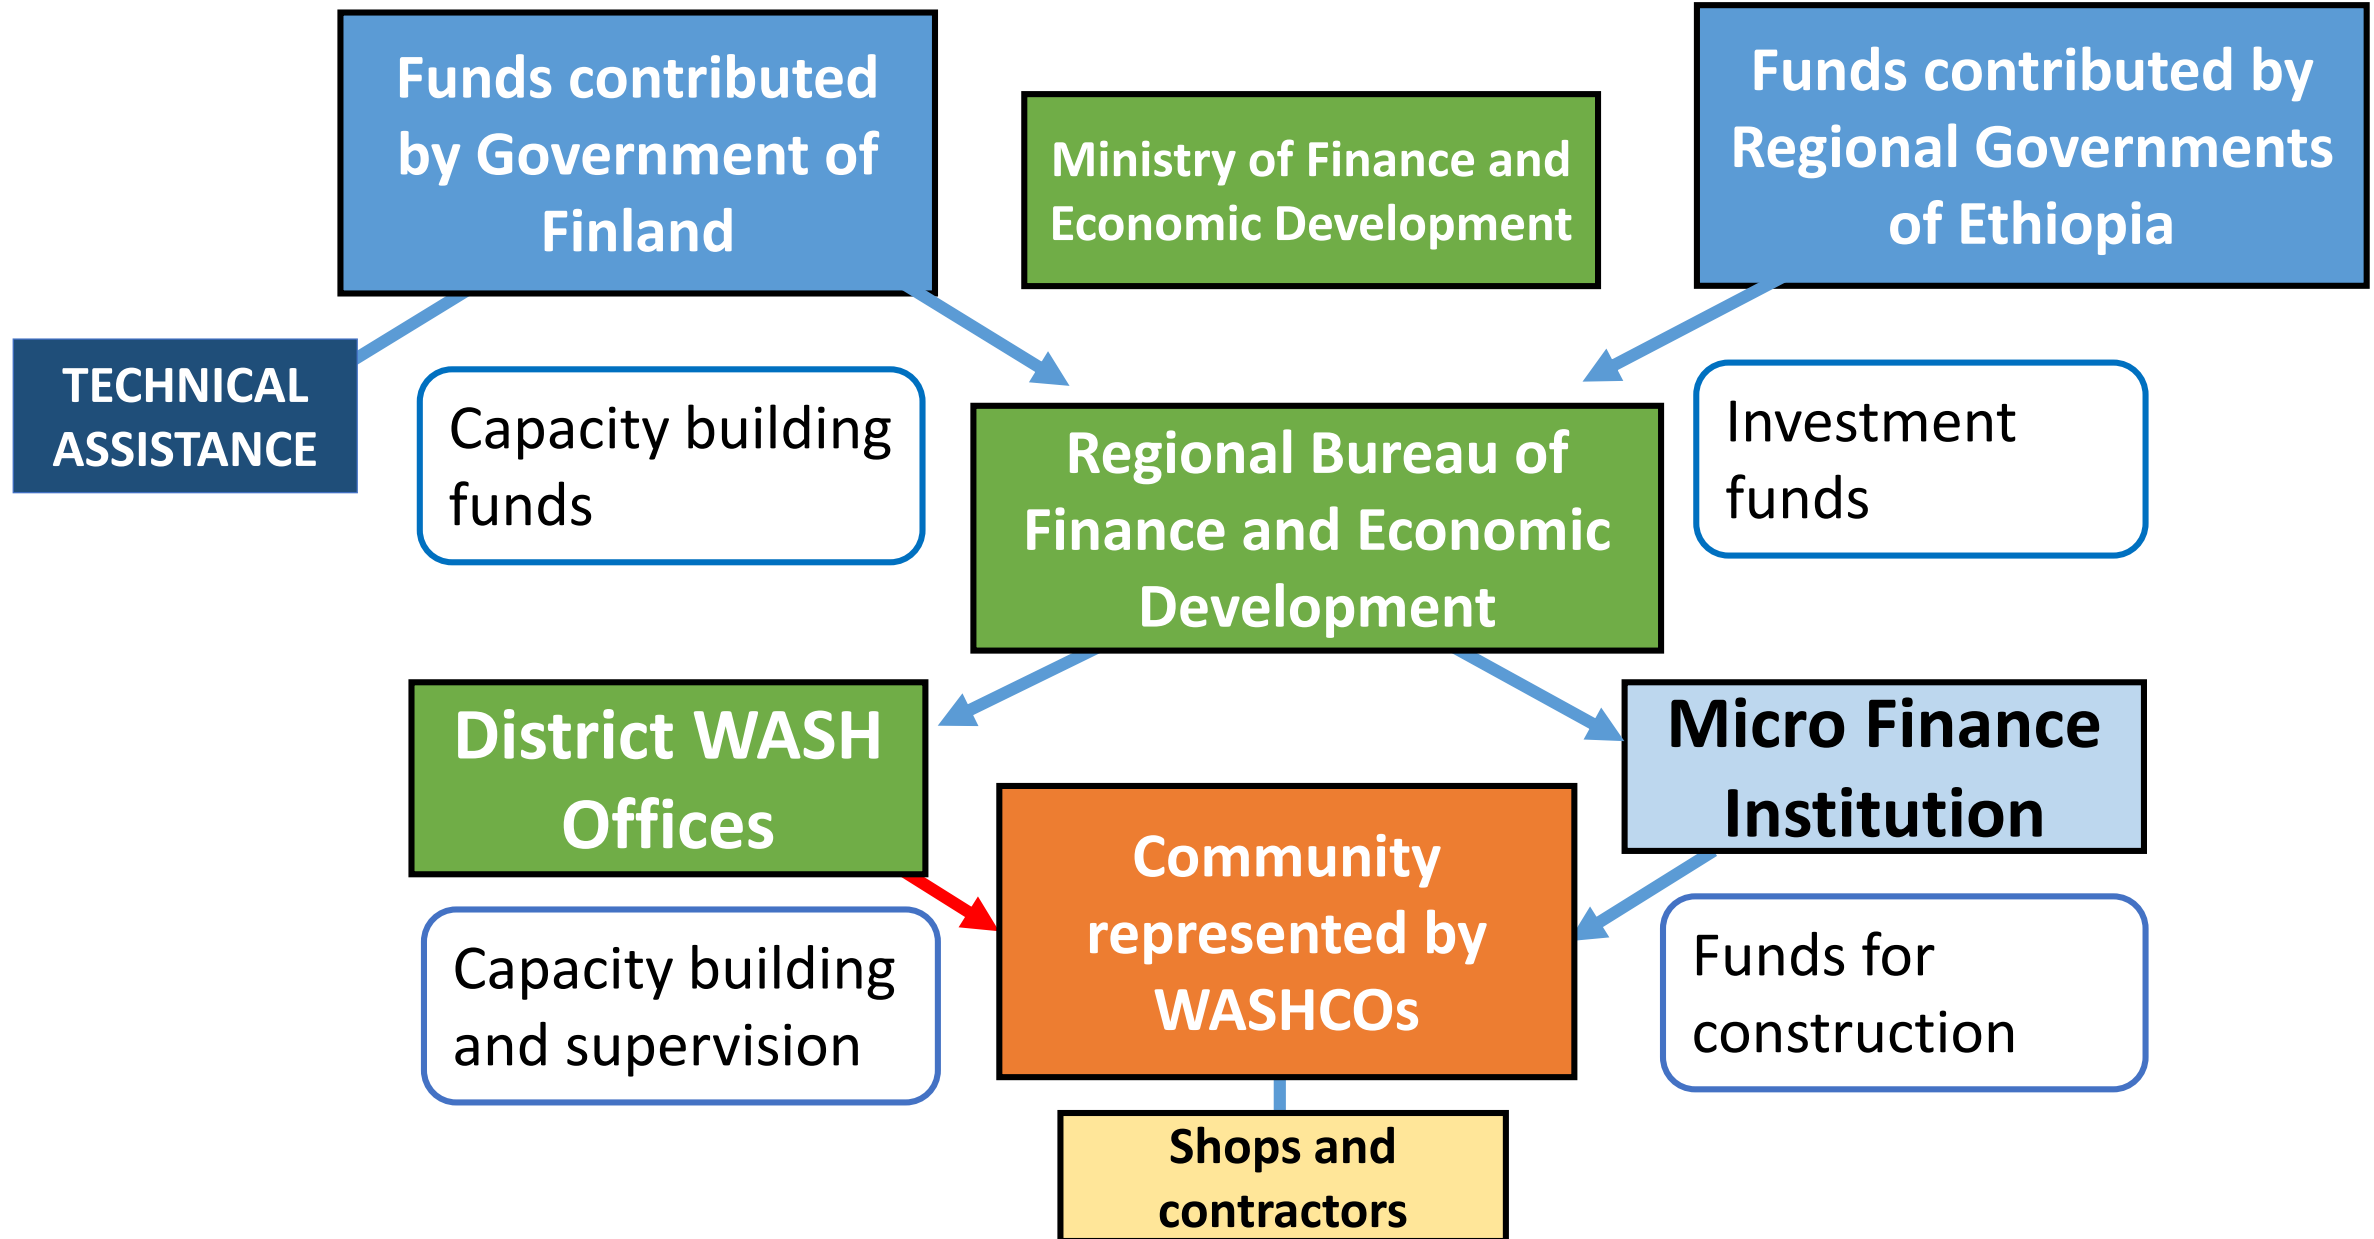 Funds contributed
by Government of
Finland
Ministry of Finance and
Economic Development
Funds contributed by
Regional Governments
of Ethiopia
TECHNICAL
ASSISTANCE
Capacity building
funds
Regional Bureau of
Finance and Economic
Development
Investment
funds
District WASH
Offices
Micro Finance
Institution
Community
represented by
WASHCOs
Capacity building
and supervision
Funds for
construction
Shops and
contractors